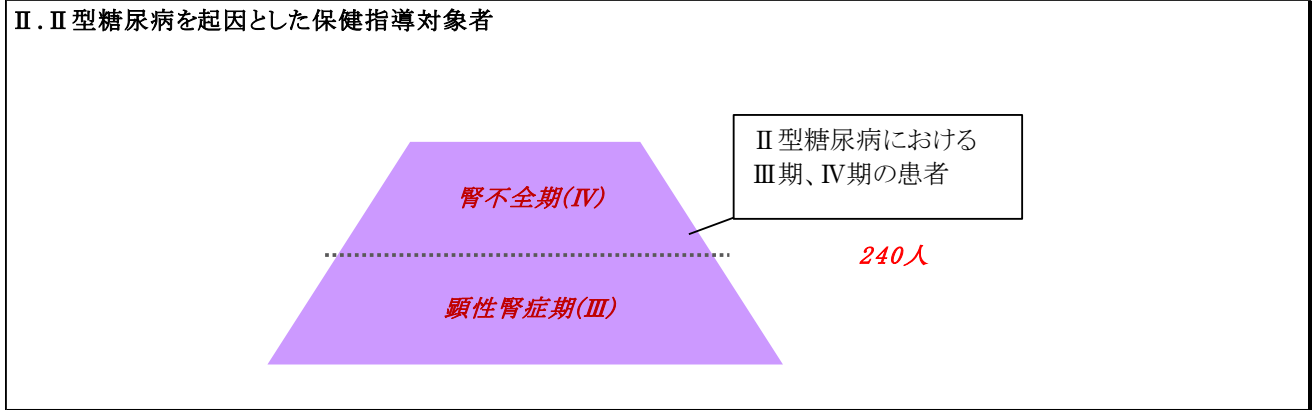 Ⅱ.Ⅱ型糖尿病を起因とした保健指導対象者
Ⅱ型糖尿病における
Ⅲ期、Ⅳ期の患者
腎不全期(Ⅳ)
240人
顕性腎症期(Ⅲ)